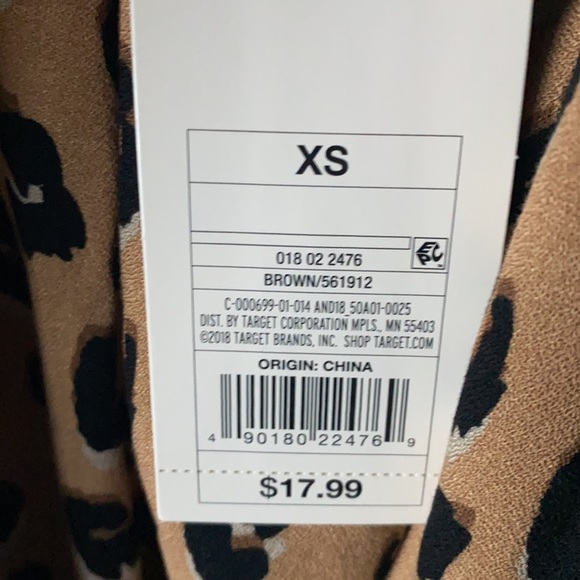 XS
EPC
018 02 2476
BROWN/561912
C-000699-01-014 AND18_50A01-0025
DIST. BY TARGET CORPORATION MPLS., MN 55403
©2018 TARGET BRANDS, INC. SHOP TARGET.COM
ORIGIN: CHINA
4 90180 22476 9
$17.99